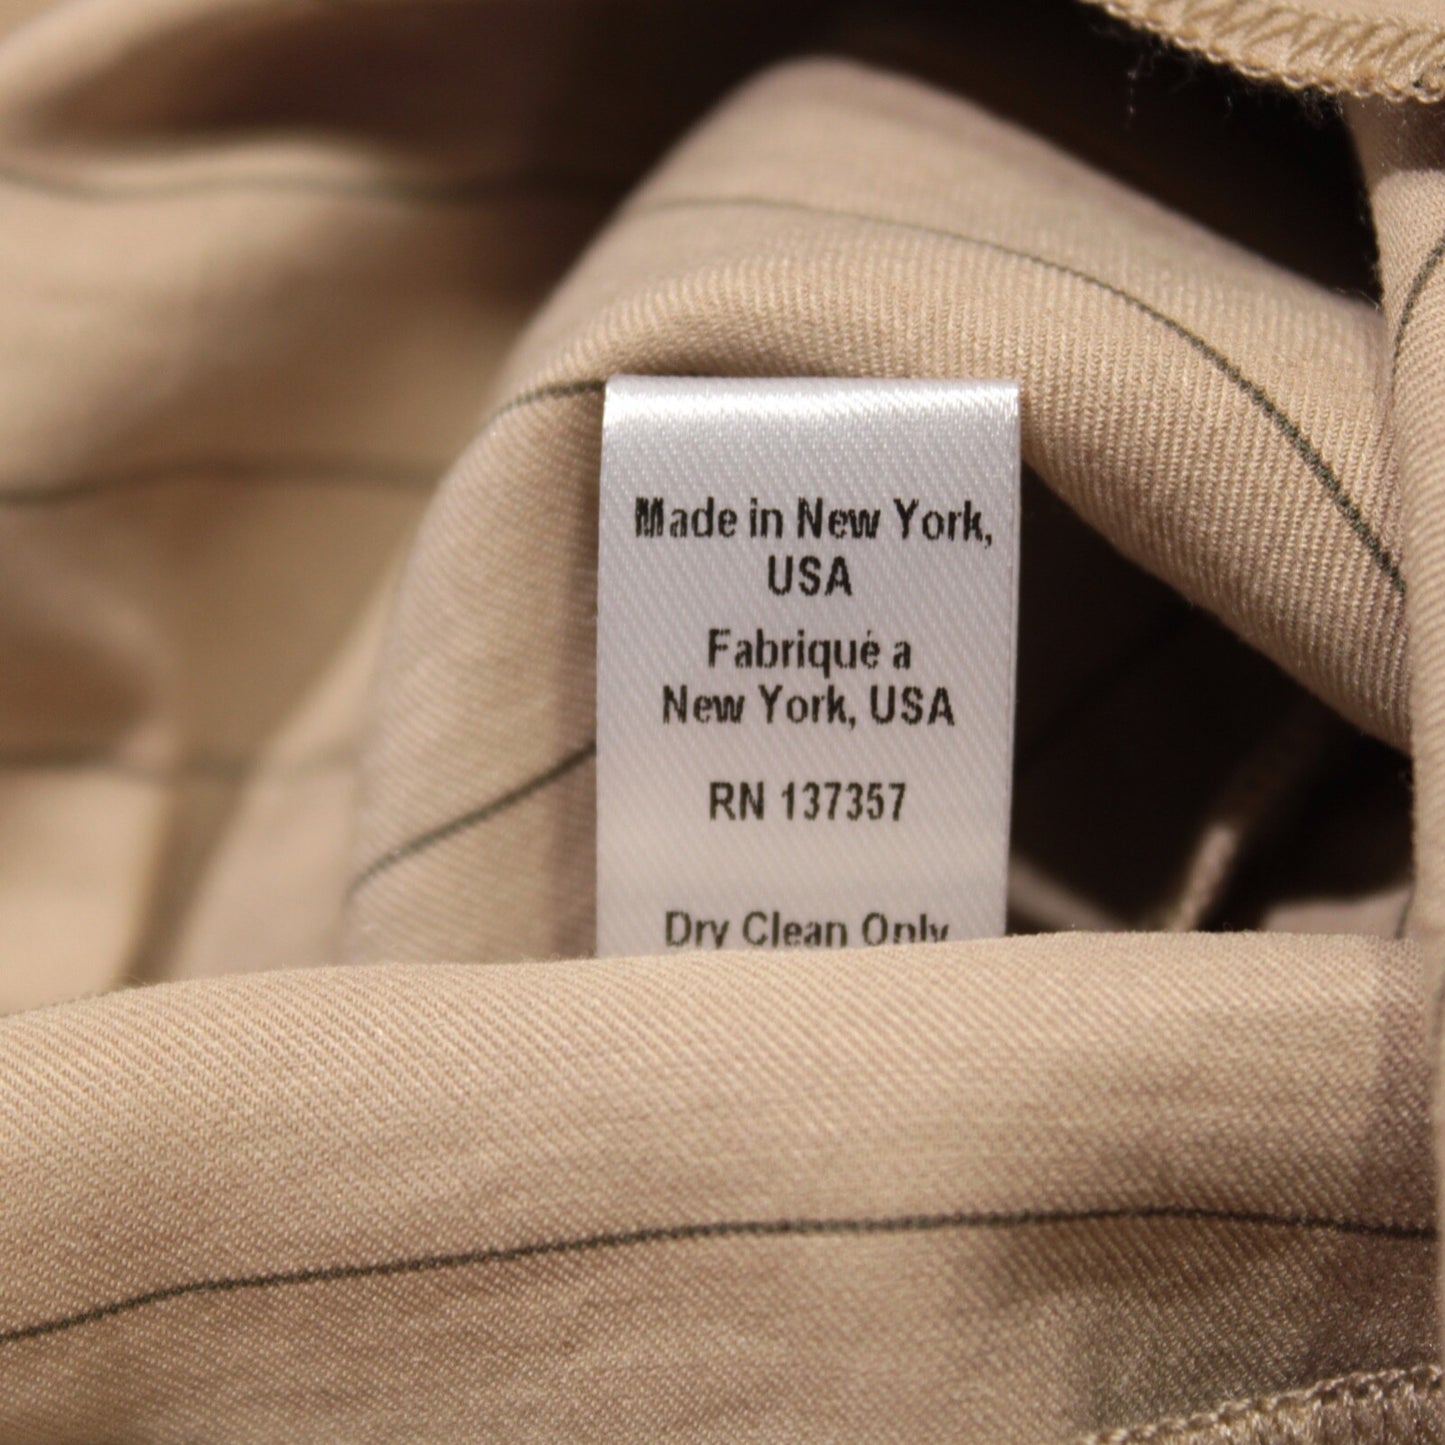 Made in New York,
USA
Fabriqué a
New York, USA
RN 137357
Dry Clean Only